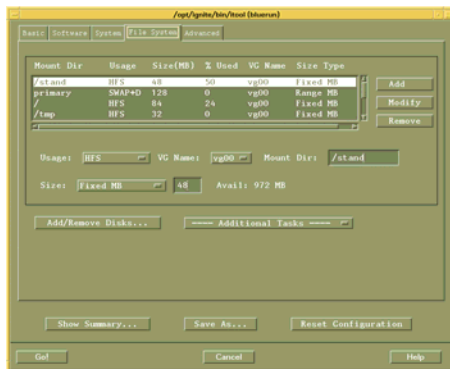 /opt/ignite/bin/itool (bluerun)
Basic Software System File System Advanced
Mount Dir Usage Size(MB) % Used VG Name Size Type
/stand HFS 48 50 vg00 Fixed MB
primary SWAP+D 128 0 vg00 Range MB
/ HFS 84 24 vg00 Fixed MB
/tmp HFS 32 0 vg00 Fixed MB
Add
Modify
Remove
Usage: HFS VG Name: vg00 Mount Dir: /stand
Size: Fixed MB 48 Avail: 972 MB
Add/Remove Disks... ---- Additional Tasks ----
Show Summary... Save As... Reset Configuration
Go! Cancel Help